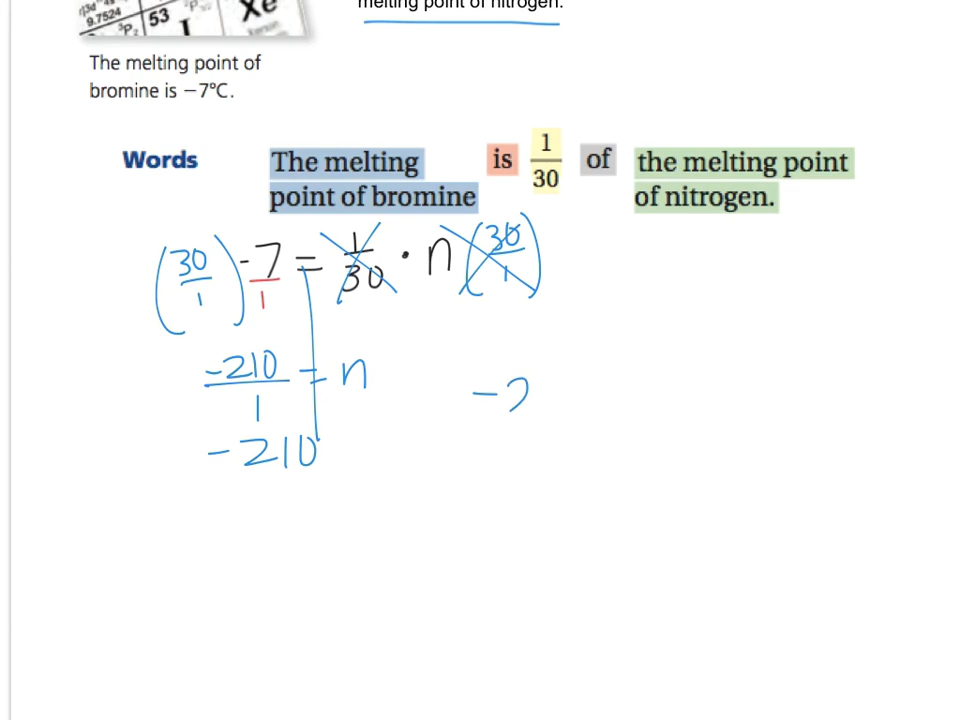 melting point of nitrogen.
9.7524
53
I
Xe
The melting point of
bromine is −7°C.
Words The melting point of bromine is 1/30 of the melting point of nitrogen.
(30/1) -7/1 = 1/30 · n (30/1)
-210/1 = n
-2
-210